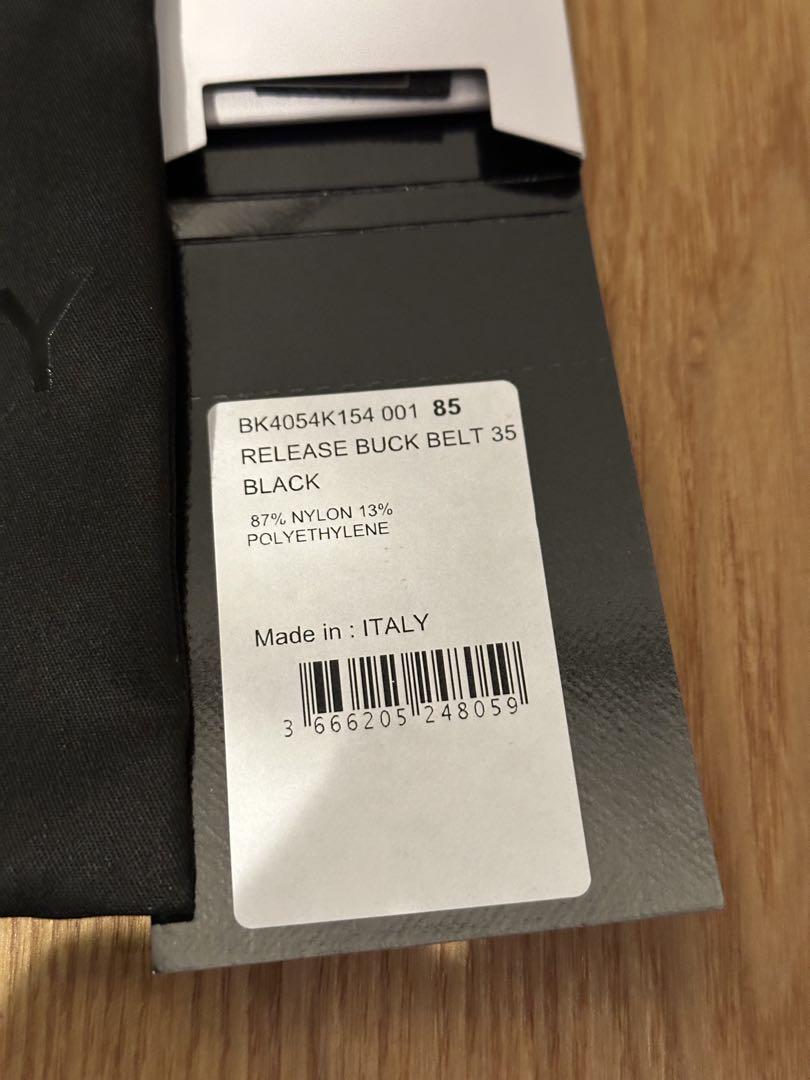 Y
BK4054K154 001 85
RELEASE BUCK BELT 35
BLACK
87% NYLON 13%
POLYETHYLENE
Made in : ITALY
3 666205 248059